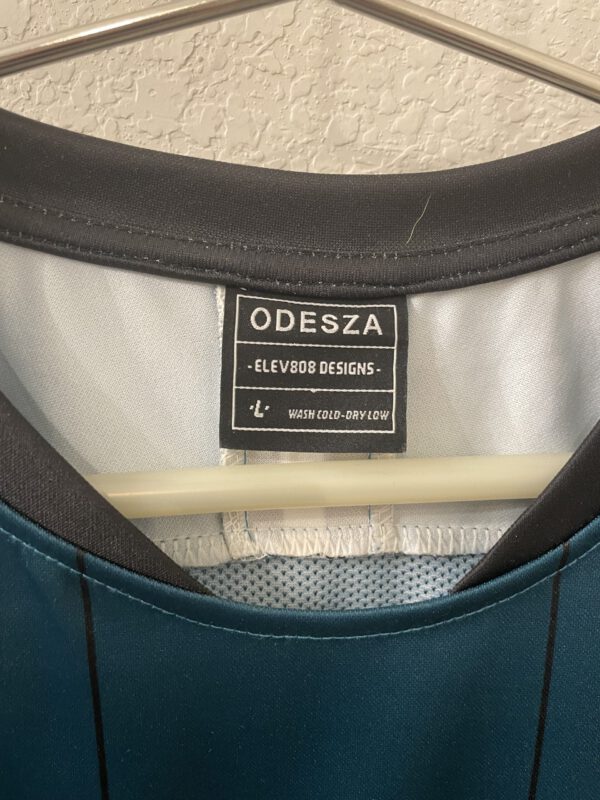 ODESZA
-ELEV808 DESIGNS-
·L· WASH COLD-DRY LOW